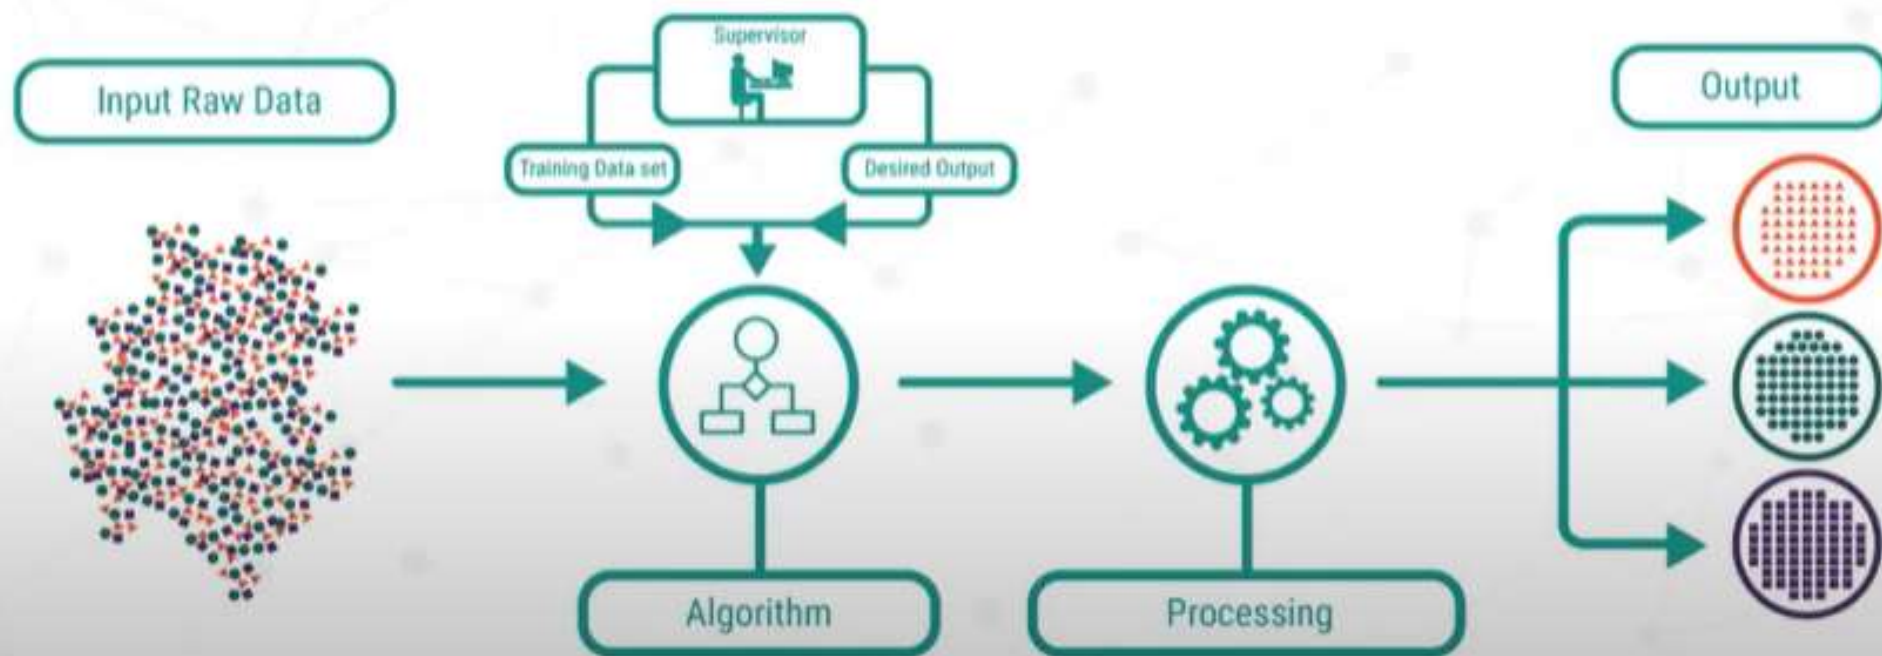 Supervisor
Input Raw Data
Output
Training Data set
Desired Output
Algorithm
Processing